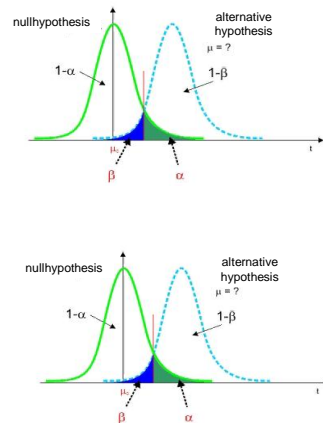 nullhypothesis
alternative
hypothesis
μ = ?
1-α
1-β
t
β
α
nullhypothesis
alternative
hypothesis
μ = ?
1-α
1-β
t
β
α